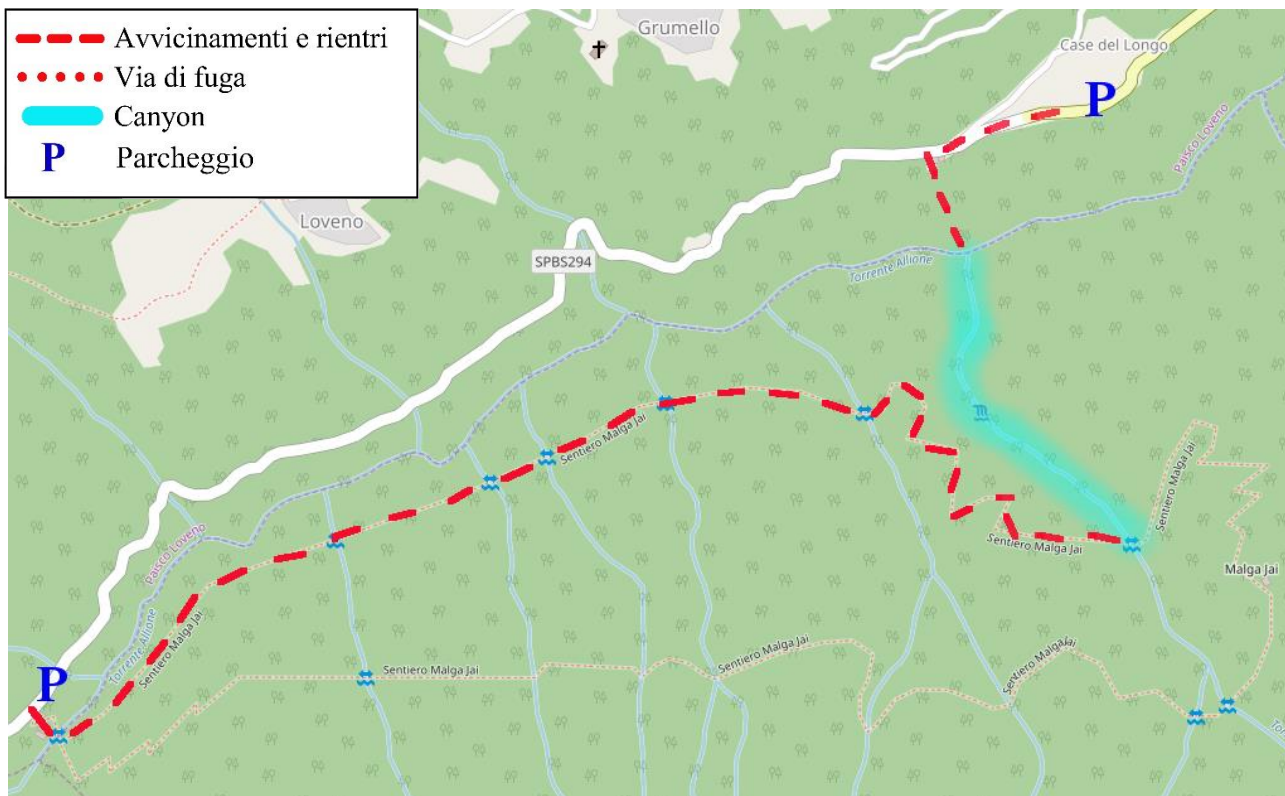 Avvicinamenti e rientri
Via di fuga
Canyon
P Parcheggio
Grumello
Case del Longo
P
Paisco Loveno
Loveno
SPBS294
Torrente Allione
Sentiero Malga Jai
Sentiero Malga Jai
Sentiero Malga Jai
Paisco Loveno
Malga Jai
Torrente Allione
Sentiero Malga Jai
P
Sentiero Malga Jai
Sentiero Malga Jai
Sentiero Malga Jai